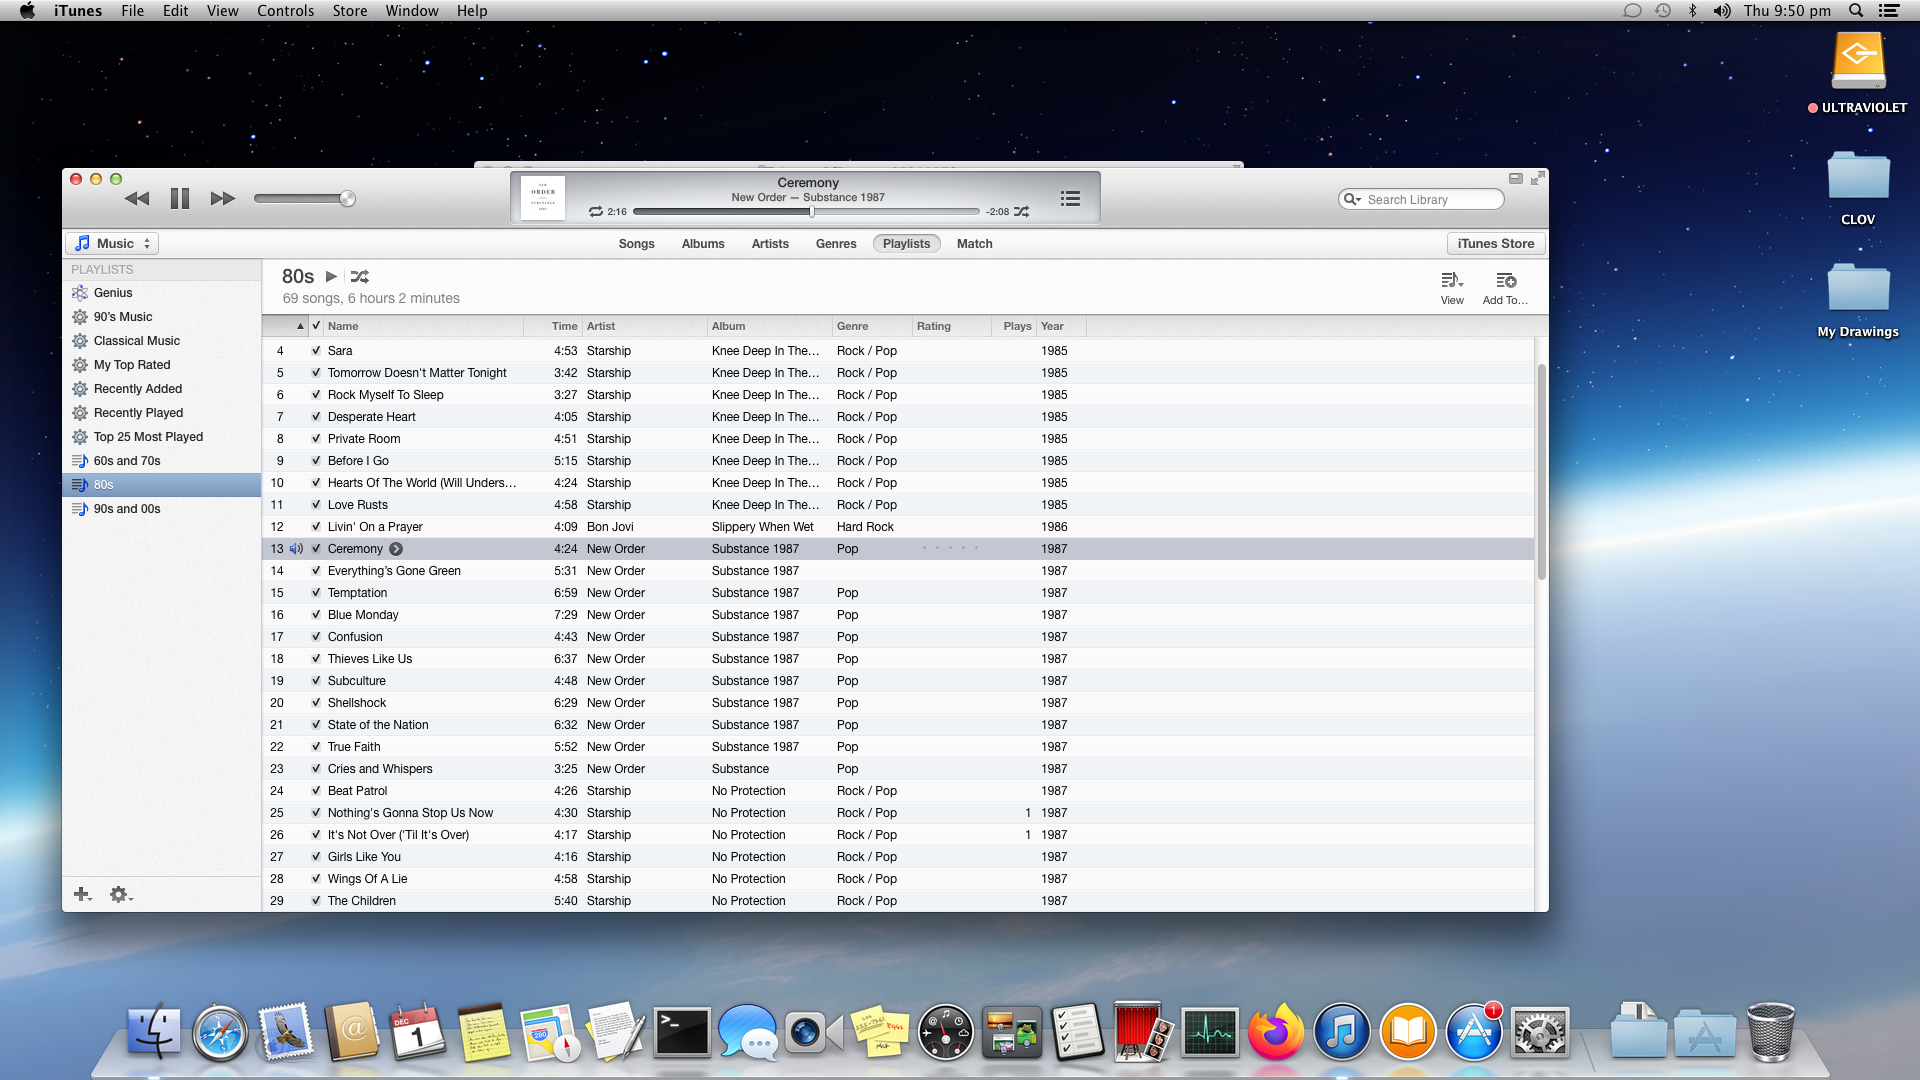 iTunes File Edit View Controls Store Window Help Thu 9:50 pm
ULTRAVIOLET
CLOV
My Drawings
Ceremony
New Order — Substance 1987
2:16 -2:08
ORDER
Search Library
Music Songs Albums Artists Genres Playlists Match iTunes Store
PLAYLISTS
Genius
90's Music
Classical Music
My Top Rated
Recently Added
Recently Played
Top 25 Most Played
60s and 70s
80s
90s and 00s
80s
69 songs, 6 hours 2 minutes
View Add To...
Name Time Artist Album Genre Rating Plays Year
4 Sara 4:53 Starship Knee Deep In The... Rock / Pop 1985
5 Tomorrow Doesn't Matter Tonight 3:42 Starship Knee Deep In The... Rock / Pop 1985
6 Rock Myself To Sleep 3:27 Starship Knee Deep In The... Rock / Pop 1985
7 Desperate Heart 4:05 Starship Knee Deep In The... Rock / Pop 1985
8 Private Room 4:51 Starship Knee Deep In The... Rock / Pop 1985
9 Before I Go 5:15 Starship Knee Deep In The... Rock / Pop 1985
10 Hearts Of The World (Will Unders... 4:24 Starship Knee Deep In The... Rock / Pop 1985
11 Love Rusts 4:58 Starship Knee Deep In The... Rock / Pop 1985
12 Livin' On a Prayer 4:09 Bon Jovi Slippery When Wet Hard Rock 1986
13 Ceremony 4:24 New Order Substance 1987 Pop 1987
14 Everything's Gone Green 5:31 New Order Substance 1987 1987
15 Temptation 6:59 New Order Substance 1987 Pop 1987
16 Blue Monday 7:29 New Order Substance 1987 Pop 1987
17 Confusion 4:43 New Order Substance 1987 Pop 1987
18 Thieves Like Us 6:37 New Order Substance 1987 Pop 1987
19 Subculture 4:48 New Order Substance 1987 Pop 1987
20 Shellshock 6:29 New Order Substance 1987 Pop 1987
21 State of the Nation 6:32 New Order Substance 1987 Pop 1987
22 True Faith 5:52 New Order Substance 1987 Pop 1987
23 Cries and Whispers 3:25 New Order Substance Pop 1987
24 Beat Patrol 4:26 Starship No Protection Rock / Pop 1987
25 Nothing's Gonna Stop Us Now 4:30 Starship No Protection Rock / Pop 1 1987
26 It's Not Over ('Til It's Over) 4:17 Starship No Protection Rock / Pop 1 1987
27 Girls Like You 4:16 Starship No Protection Rock / Pop 1987
28 Wings Of A Lie 4:58 Starship No Protection Rock / Pop 1987
29 The Children 5:40 Starship No Protection Rock / Pop 1987
DEC
1
280
>_
1